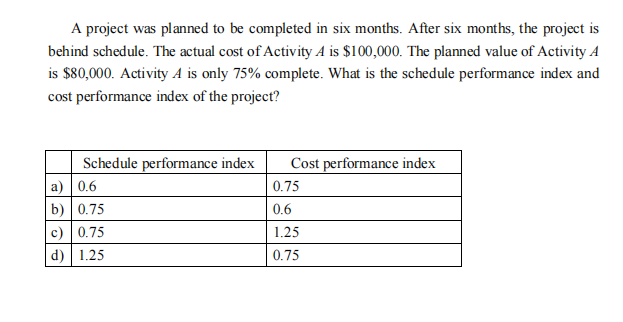 A project was planned to be completed in six months. After six months, the project is
behind schedule. The actual cost of Activity A is $100,000. The planned value of Activity A
is $80,000. Activity A is only 75% complete. What is the schedule performance index and
cost performance index of the project?
Schedule performance index Cost performance index
a) 0.6 0.75
b) 0.75 0.6
c) 0.75 1.25
d) 1.25 0.75